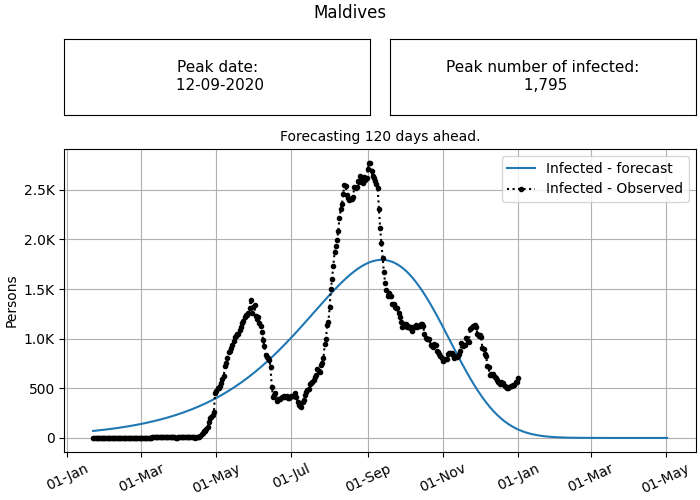 Maldives
Peak date:
12-09-2020
Peak number of infected:
1,795
Forecasting 120 days ahead.
Infected - forecast
Infected - Observed
2.5K
2.0K
1.5K
1.0K
500
0
Persons
01-Jan
01-Mar
01-May
01-Jul
01-Sep
01-Nov
01-Jan
01-Mar
01-May